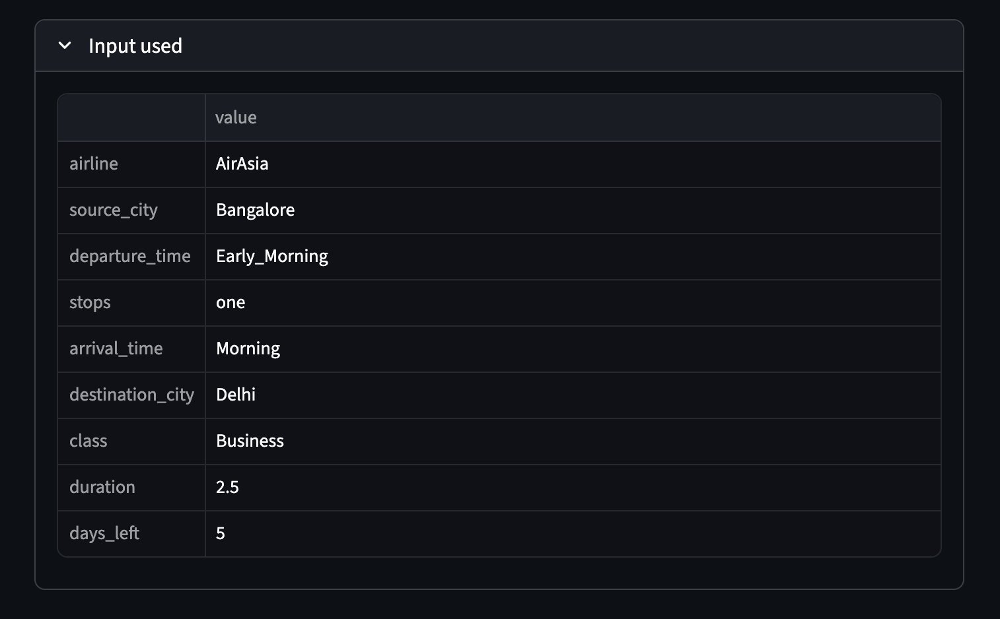 Input used
value
airline AirAsia
source_city Bangalore
departure_time Early_Morning
stops one
arrival_time Morning
destination_city Delhi
class Business
duration 2.5
days_left 5